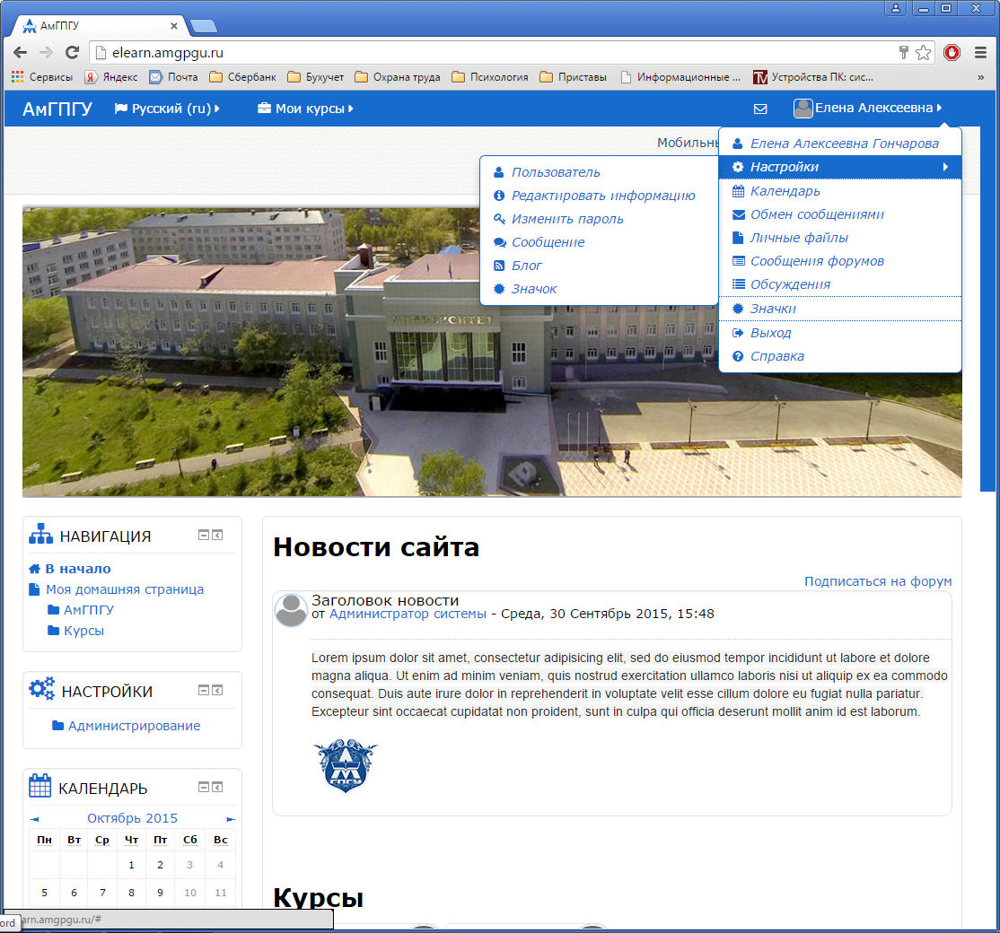 АмГПГУ
elearn.amgpgu.ru
Сервисы Яндекс Почта Сбербанк Бухучет Охрана труда Психология Приставы Информационные ... Устройства ПК: сис... »
АмГПГУ Русский (ru) Мои курсы Елена Алексеевна
Мобильн
Елена Алексеевна Гончарова
Настройки
Календарь
Обмен сообщениями
Личные файлы
Сообщения форумов
Обсуждения
Значки
Выход
Справка
Пользователь
Редактировать информацию
Изменить пароль
Сообщение
Блог
Значок
УНИВЕРСИТЕТ
НАВИГАЦИЯ
В начало
Моя домашняя страница
АмГПГУ
Курсы
НАСТРОЙКИ
Администрирование
КАЛЕНДАРЬ
◄ Октябрь 2015 ►
Пн Вт Ср Чт Пт Сб Вс
1 2 3 4
5 6 7 8 9 10 11
Новости сайта
Подписаться на форум
Заголовок новости
от Администратор системы - Среда, 30 Сентябрь 2015, 15:48
Lorem ipsum dolor sit amet, consectetur adipisicing elit, sed do eiusmod tempor incididunt ut labore et dolore
magna aliqua. Ut enim ad minim veniam, quis nostrud exercitation ullamco laboris nisi ut aliquip ex ea commodo
consequat. Duis aute irure dolor in reprehenderit in voluptate velit esse cillum dolore eu fugiat nulla pariatur.
Excepteur sint occaecat cupidatat non proident, sunt in culpa qui officia deserunt mollit anim id est laborum.
Курсы
ord
arn.amgpgu.ru/#